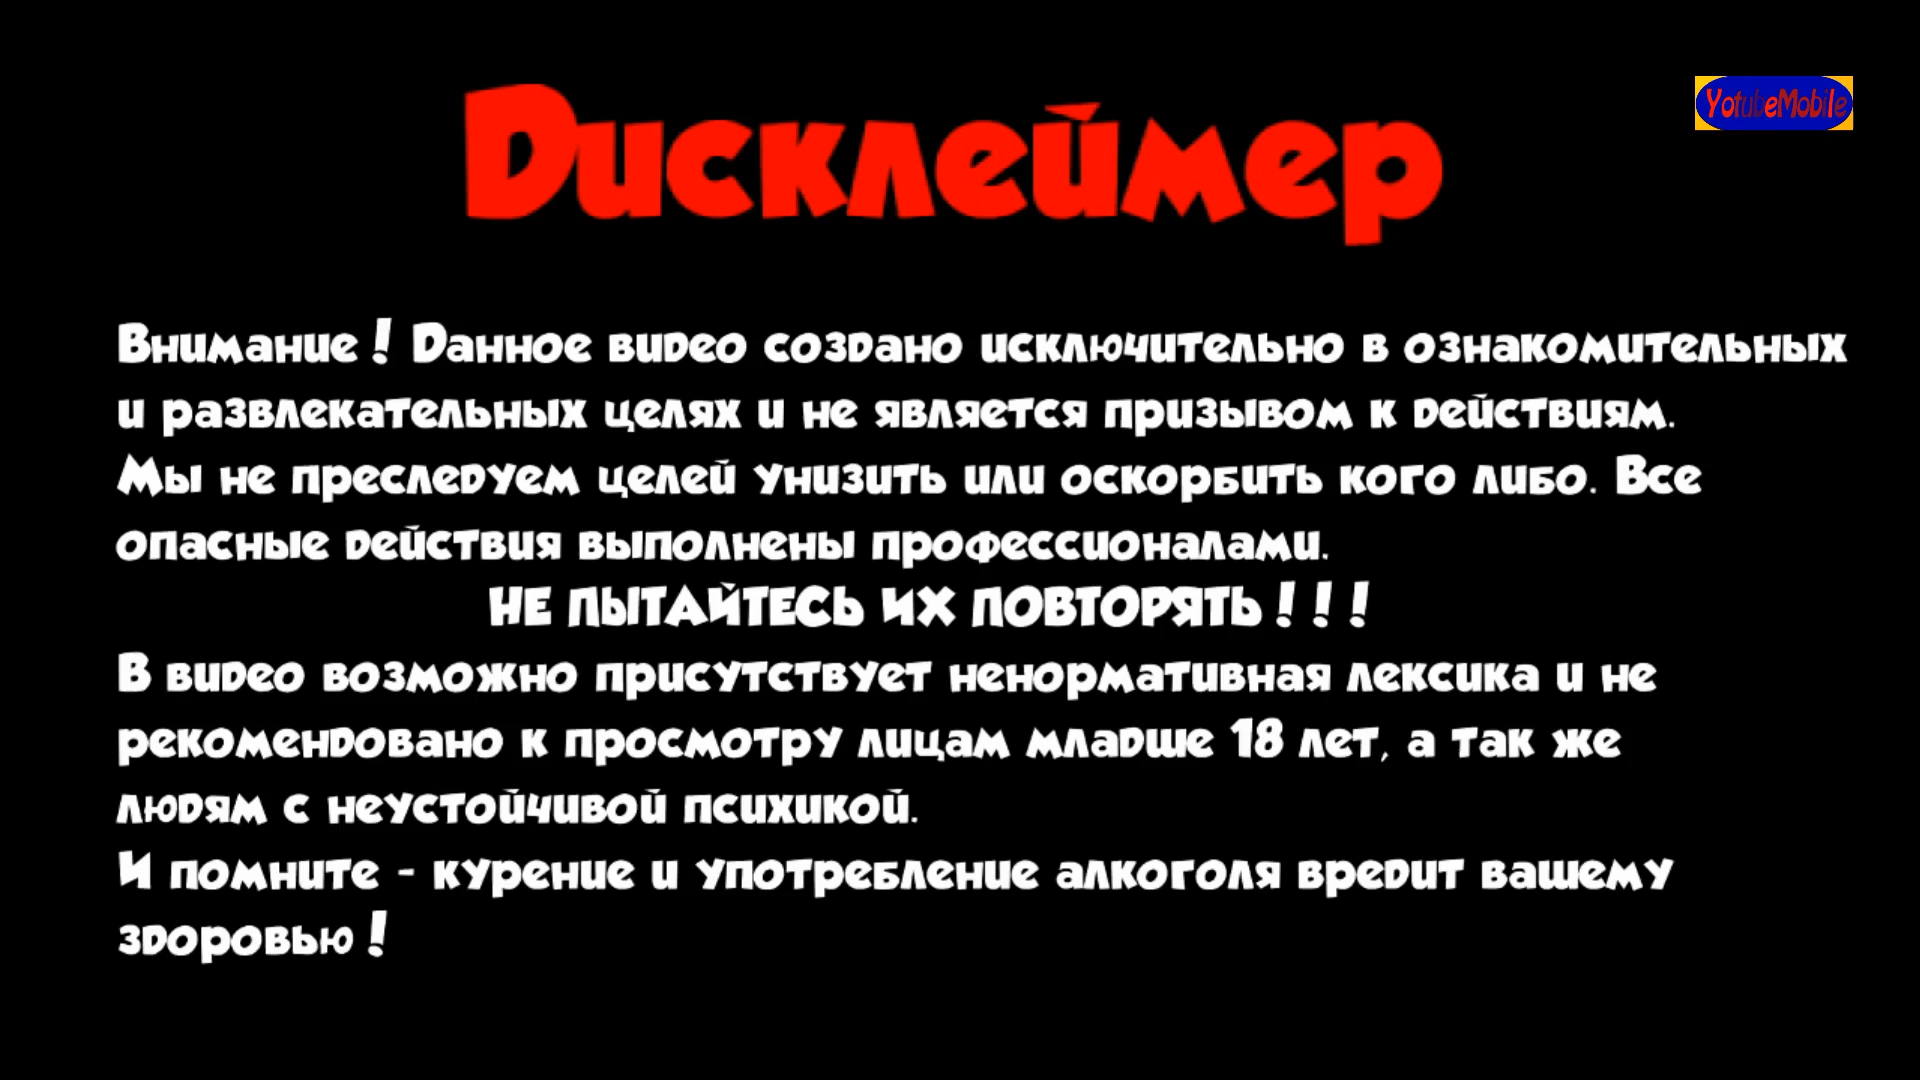 Дисклеймер
YotubeMobile
Внимание! Данное видео создано исключительно в ознакомительных
и развлекательных целях и не является призывом к действиям.
Мы не преследуем целей унизить или оскорбить кого либо. Все
опасные действия выполнены профессионалами.
НЕ ПЫТАЙТЕСЬ ИХ ПОВТОРЯТЬ!!!
В видео возможно присутствует ненормативная лексика и не
рекомендовано к просмотру лицам младше 18 лет, а так же
людям с неустойчивой психикой.
И помните - курение и употребление алкоголя вредит вашему
здоровью!